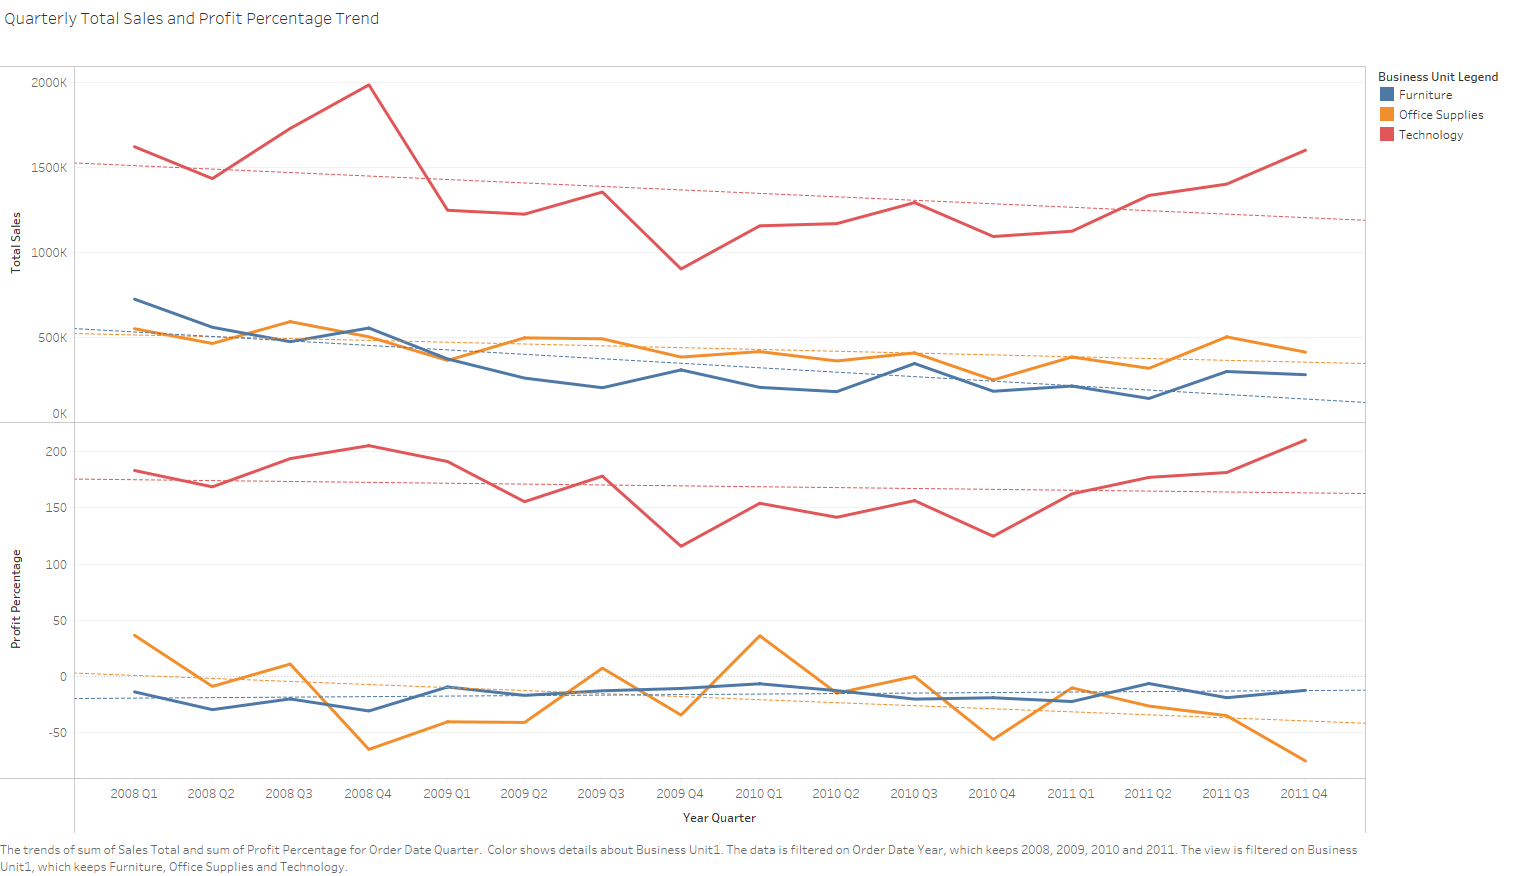 Quarterly Total Sales and Profit Percentage Trend
Business Unit Legend
Furniture
Office Supplies
Technology
Total Sales
2000K
1500K
1000K
500K
0K
Profit Percentage
200
150
100
50
0
-50
2008 Q1 2008 Q2 2008 Q3 2008 Q4 2009 Q1 2009 Q2 2009 Q3 2009 Q4 2010 Q1 2010 Q2 2010 Q3 2010 Q4 2011 Q1 2011 Q2 2011 Q3 2011 Q4
Year Quarter
The trends of sum of Sales Total and sum of Profit Percentage for Order Date Quarter.  Color shows details about Business Unit1. The data is filtered on Order Date Year, which keeps 2008, 2009, 2010 and 2011. The view is filtered on Business
Unit1, which keeps Furniture, Office Supplies and Technology.